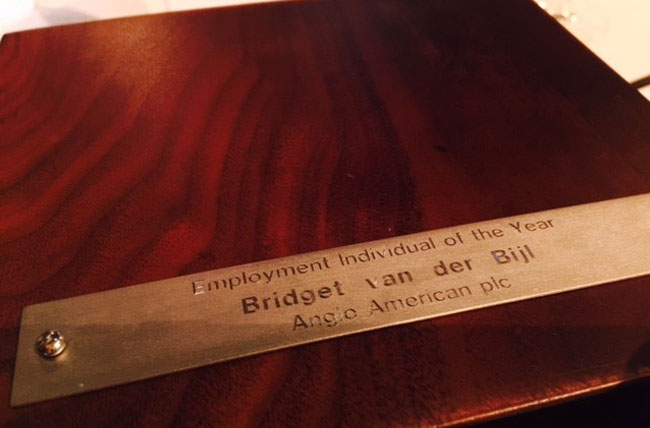 Employment Individual of the Year
Bridget van der Bijl
Anglo American plc